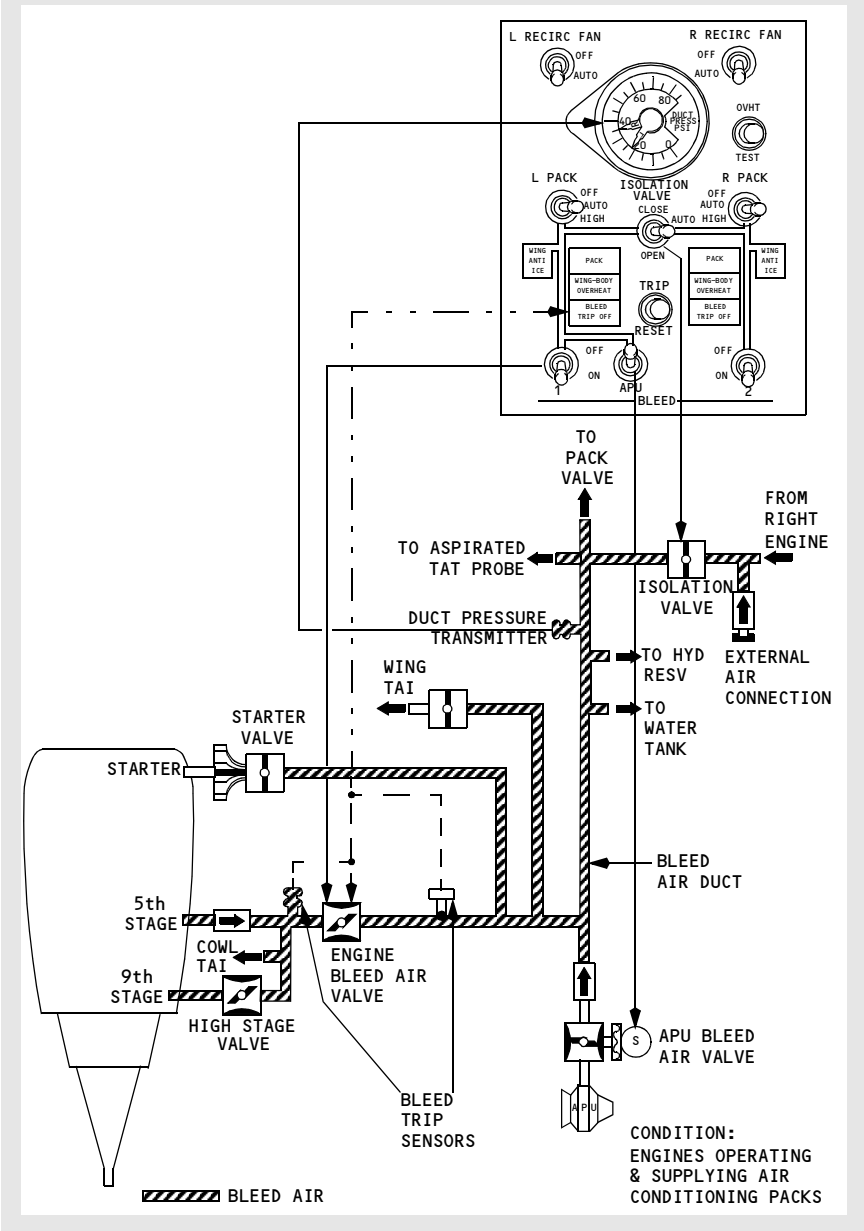 L RECIRC FAN
R RECIRC FAN
OFF
AUTO
OFF
AUTO
60
80
40
20
0
DUCT
PRESS
PSI
OVHT
TEST
L PACK
R PACK
ISOLATION
VALVE
OFF
AUTO
HIGH
CLOSE
AUTO
OPEN
OFF
AUTO
HIGH
WING
ANTI
ICE
PACK
WING-BODY
OVERHEAT
BLEED
TRIP OFF
TRIP
RESET
PACK
WING-BODY
OVERHEAT
BLEED
TRIP OFF
WING
ANTI
ICE
OFF
ON
OFF
ON
1
APU
2
BLEED
TO
PACK
VALVE
FROM
RIGHT
ENGINE
TO ASPIRATED
TAT PROBE
ISOLATION
VALVE
DUCT PRESSURE
TRANSMITTER
EXTERNAL
AIR
CONNECTION
TO HYD
RESV
WING
TAI
TO
WATER
TANK
STARTER
VALVE
STARTER
BLEED
AIR DUCT
5th
STAGE
COWL
TAI
9th
STAGE
ENGINE
BLEED AIR
VALVE
HIGH STAGE
VALVE
S
APU BLEED
AIR VALVE
APU
BLEED
TRIP
SENSORS
CONDITION:
ENGINES OPERATING
& SUPPLYING AIR
CONDITIONING PACKS
BLEED AIR